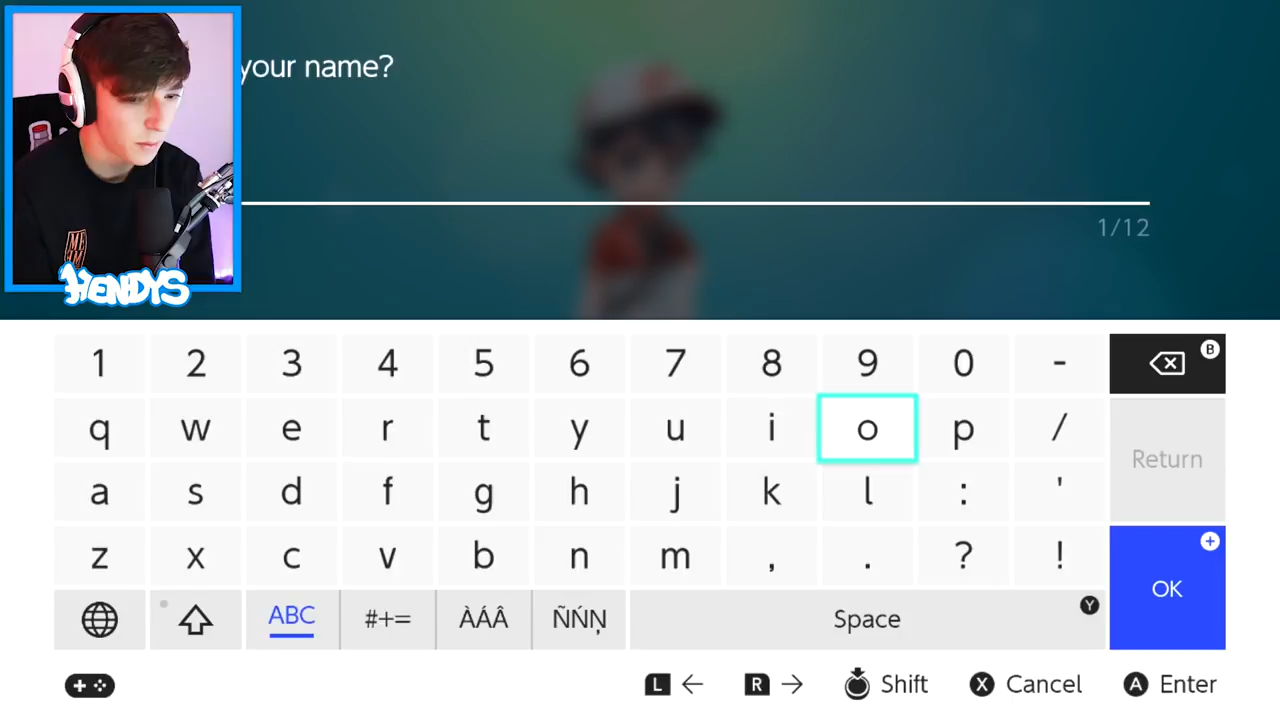 your name?
1/12
HENDYS
1 2 3 4 5 6 7 8 9 0 - B
q w e r t y u i o p / Return
a s d f g h j k l : '
z x c v b n m , . ? ! OK
ABC #+= ÀÁÂ ÑŃŅ Space Y
L ← R → Shift X Cancel A Enter